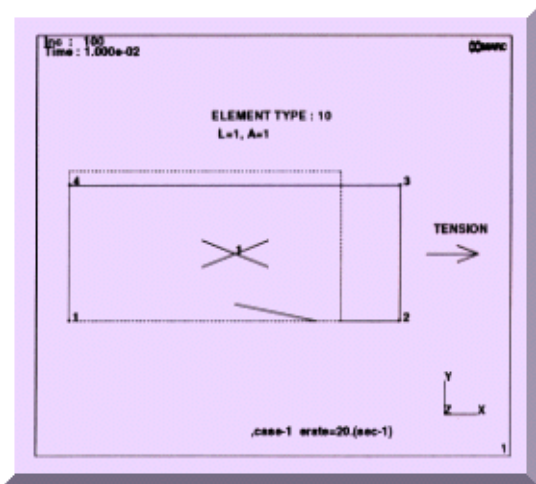 Inc : 100
Time : 1.000e-02
MARC
ELEMENT TYPE : 10
L=1, A=1
4
3
1
TENSION
1
2
Y
Z X
,case-1 erate=20.(sec-1)
1